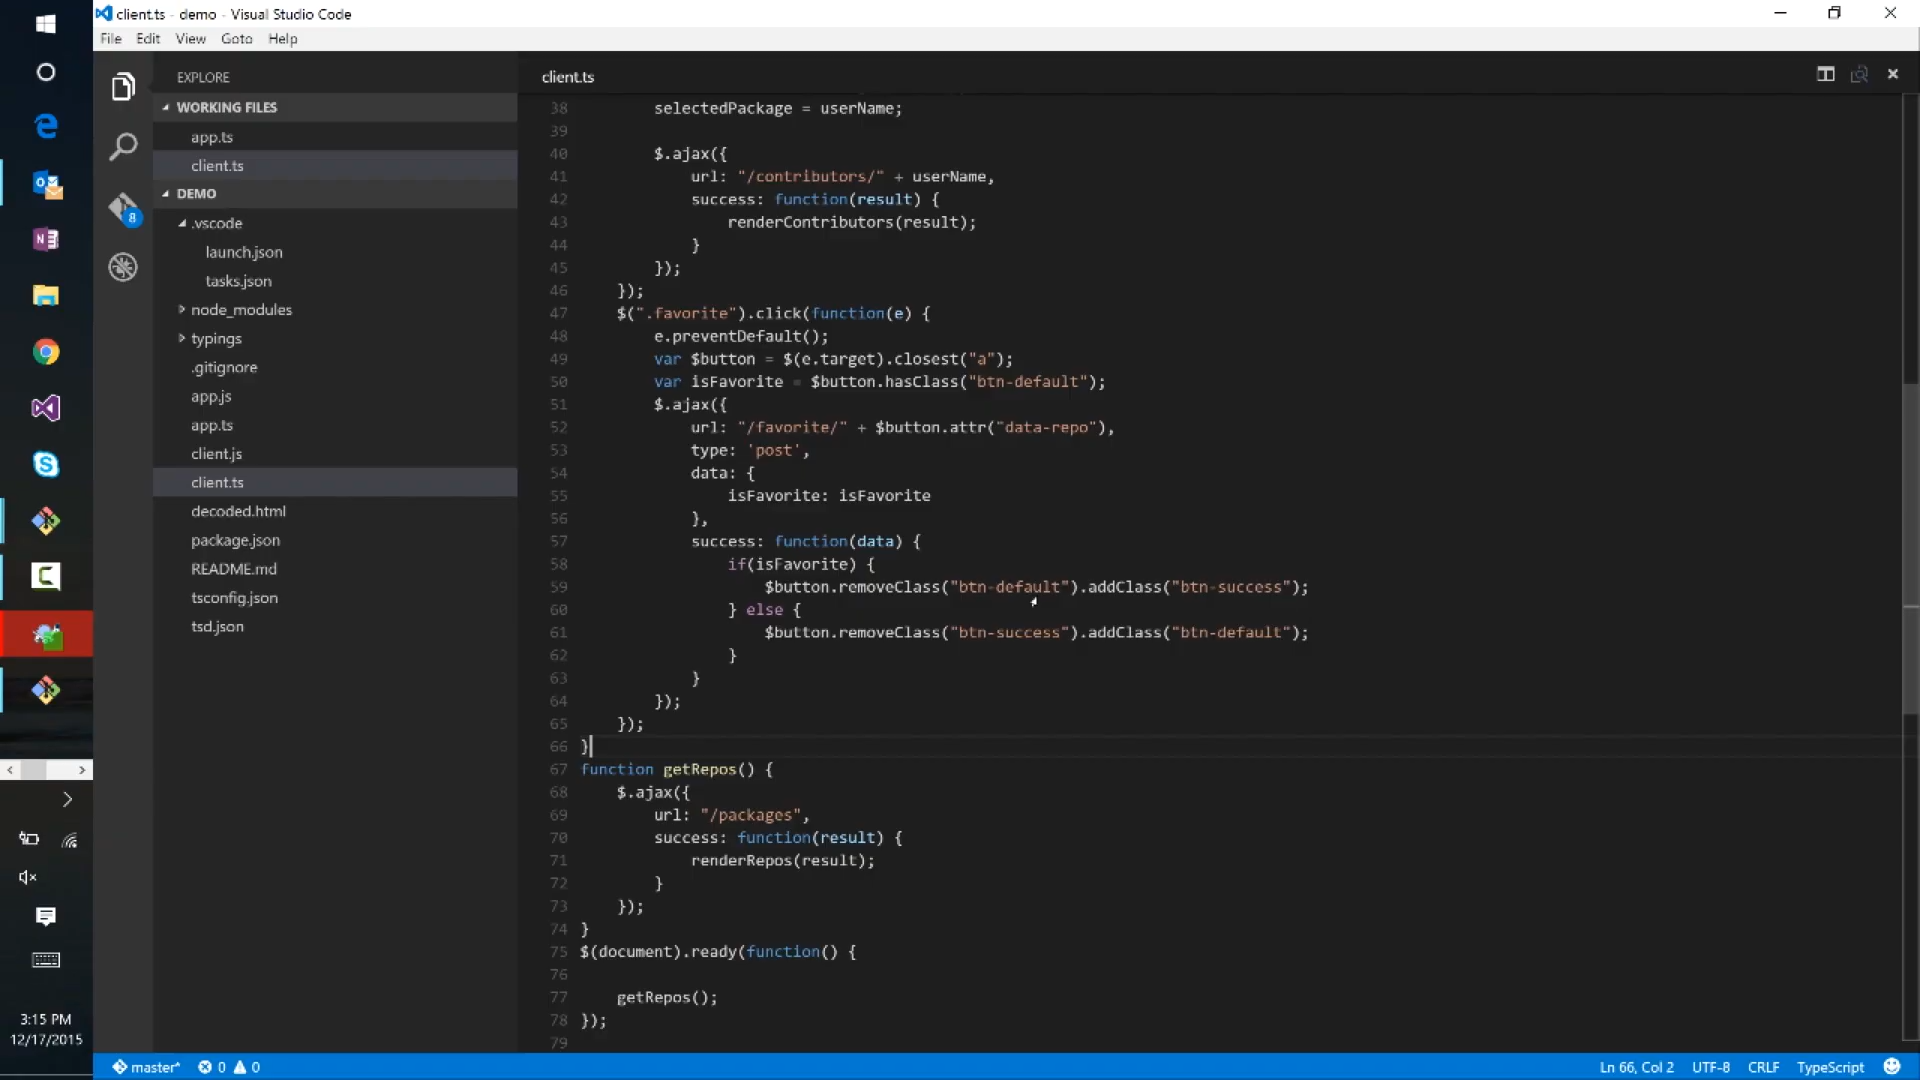 client.ts - demo - Visual Studio Code
File Edit View Goto Help
EXPLORE
WORKING FILES
app.ts
client.ts
DEMO
.vscode
launch.json
tasks.json
node_modules
typings
.gitignore
app.js
app.ts
client.js
client.ts
decoded.html
package.json
README.md
tsconfig.json
tsd.json
8
N
3:15 PM
12/17/2015
client.ts
38 selectedPackage = userName;
39
40 $.ajax({
41 url: "/contributors/" + userName,
42 success: function(result) {
43 renderContributors(result);
44 }
45 });
46 });
47 $(".favorite").click(function(e) {
48 e.preventDefault();
49 var $button = $(e.target).closest("a");
50 var isFavorite = $button.hasClass("btn-default");
51 $.ajax({
52 url: "/favorite/" + $button.attr("data-repo"),
53 type: 'post',
54 data: {
55 isFavorite: isFavorite
56 },
57 success: function(data) {
58 if(isFavorite) {
59 $button.removeClass("btn-default").addClass("btn-success");
60 } else {
61 $button.removeClass("btn-success").addClass("btn-default");
62 }
63 }
64 });
65 });
66 }
67 function getRepos() {
68 $.ajax({
69 url: "/packages",
70 success: function(result) {
71 renderRepos(result);
72 }
73 });
74 }
75 $(document).ready(function() {
76
77 getRepos();
78 });
79
master* 0 0 Ln 66, Col 2 UTF-8 CRLF TypeScript